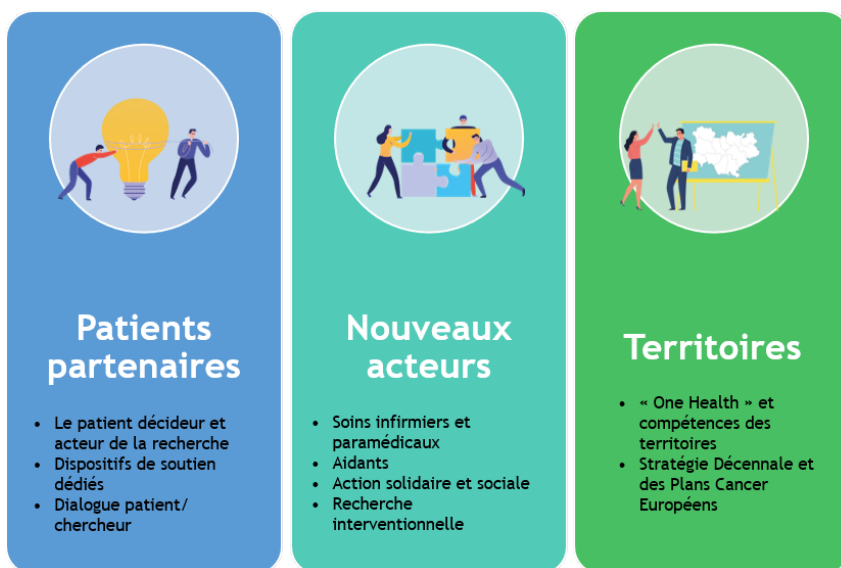 Patients
partenaires
• Le patient décideur et
acteur de la recherche
• Dispositifs de soutien
dédiés
• Dialogue patient/
chercheur
Nouveaux
acteurs
• Soins infirmiers et
paramédicaux
• Aidants
• Action solidaire et sociale
• Recherche
interventionnelle
Territoires
• « One Health » et
compétences des
territoires
• Stratégie Décennale et
des Plans Cancer
Européens